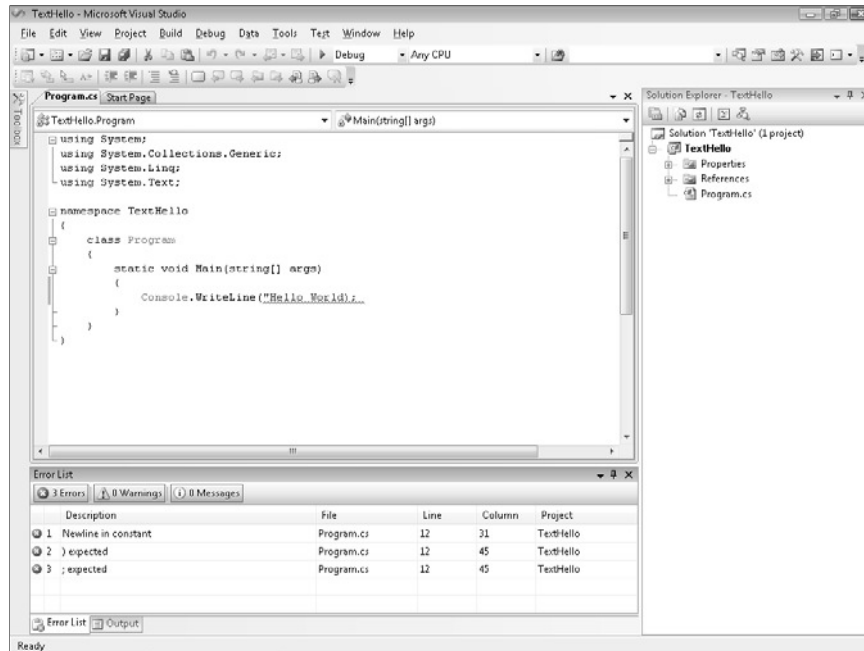 TextHello - Microsoft Visual Studio
File Edit View Project Build Debug Data Tools Test Window Help
Debug Any CPU
Toolbox
Program.cs Start Page
TextHello.Program Main(string[] args)
using System;
using System.Collections.Generic;
using System.Linq;
using System.Text;
namespace TextHello
{
class Program
{
static void Main(string[] args)
{
Console.WriteLine("Hello World);
}
}
}
Solution Explorer - TextHello
Solution 'TextHello' (1 project)
TextHello
Properties
References
Program.cs
Error List
3 Errors 0 Warnings 0 Messages
Description File Line Column Project
1 Newline in constant Program.cs 12 31 TextHello
2 ) expected Program.cs 12 45 TextHello
3 ; expected Program.cs 12 45 TextHello
Error List Output
Ready